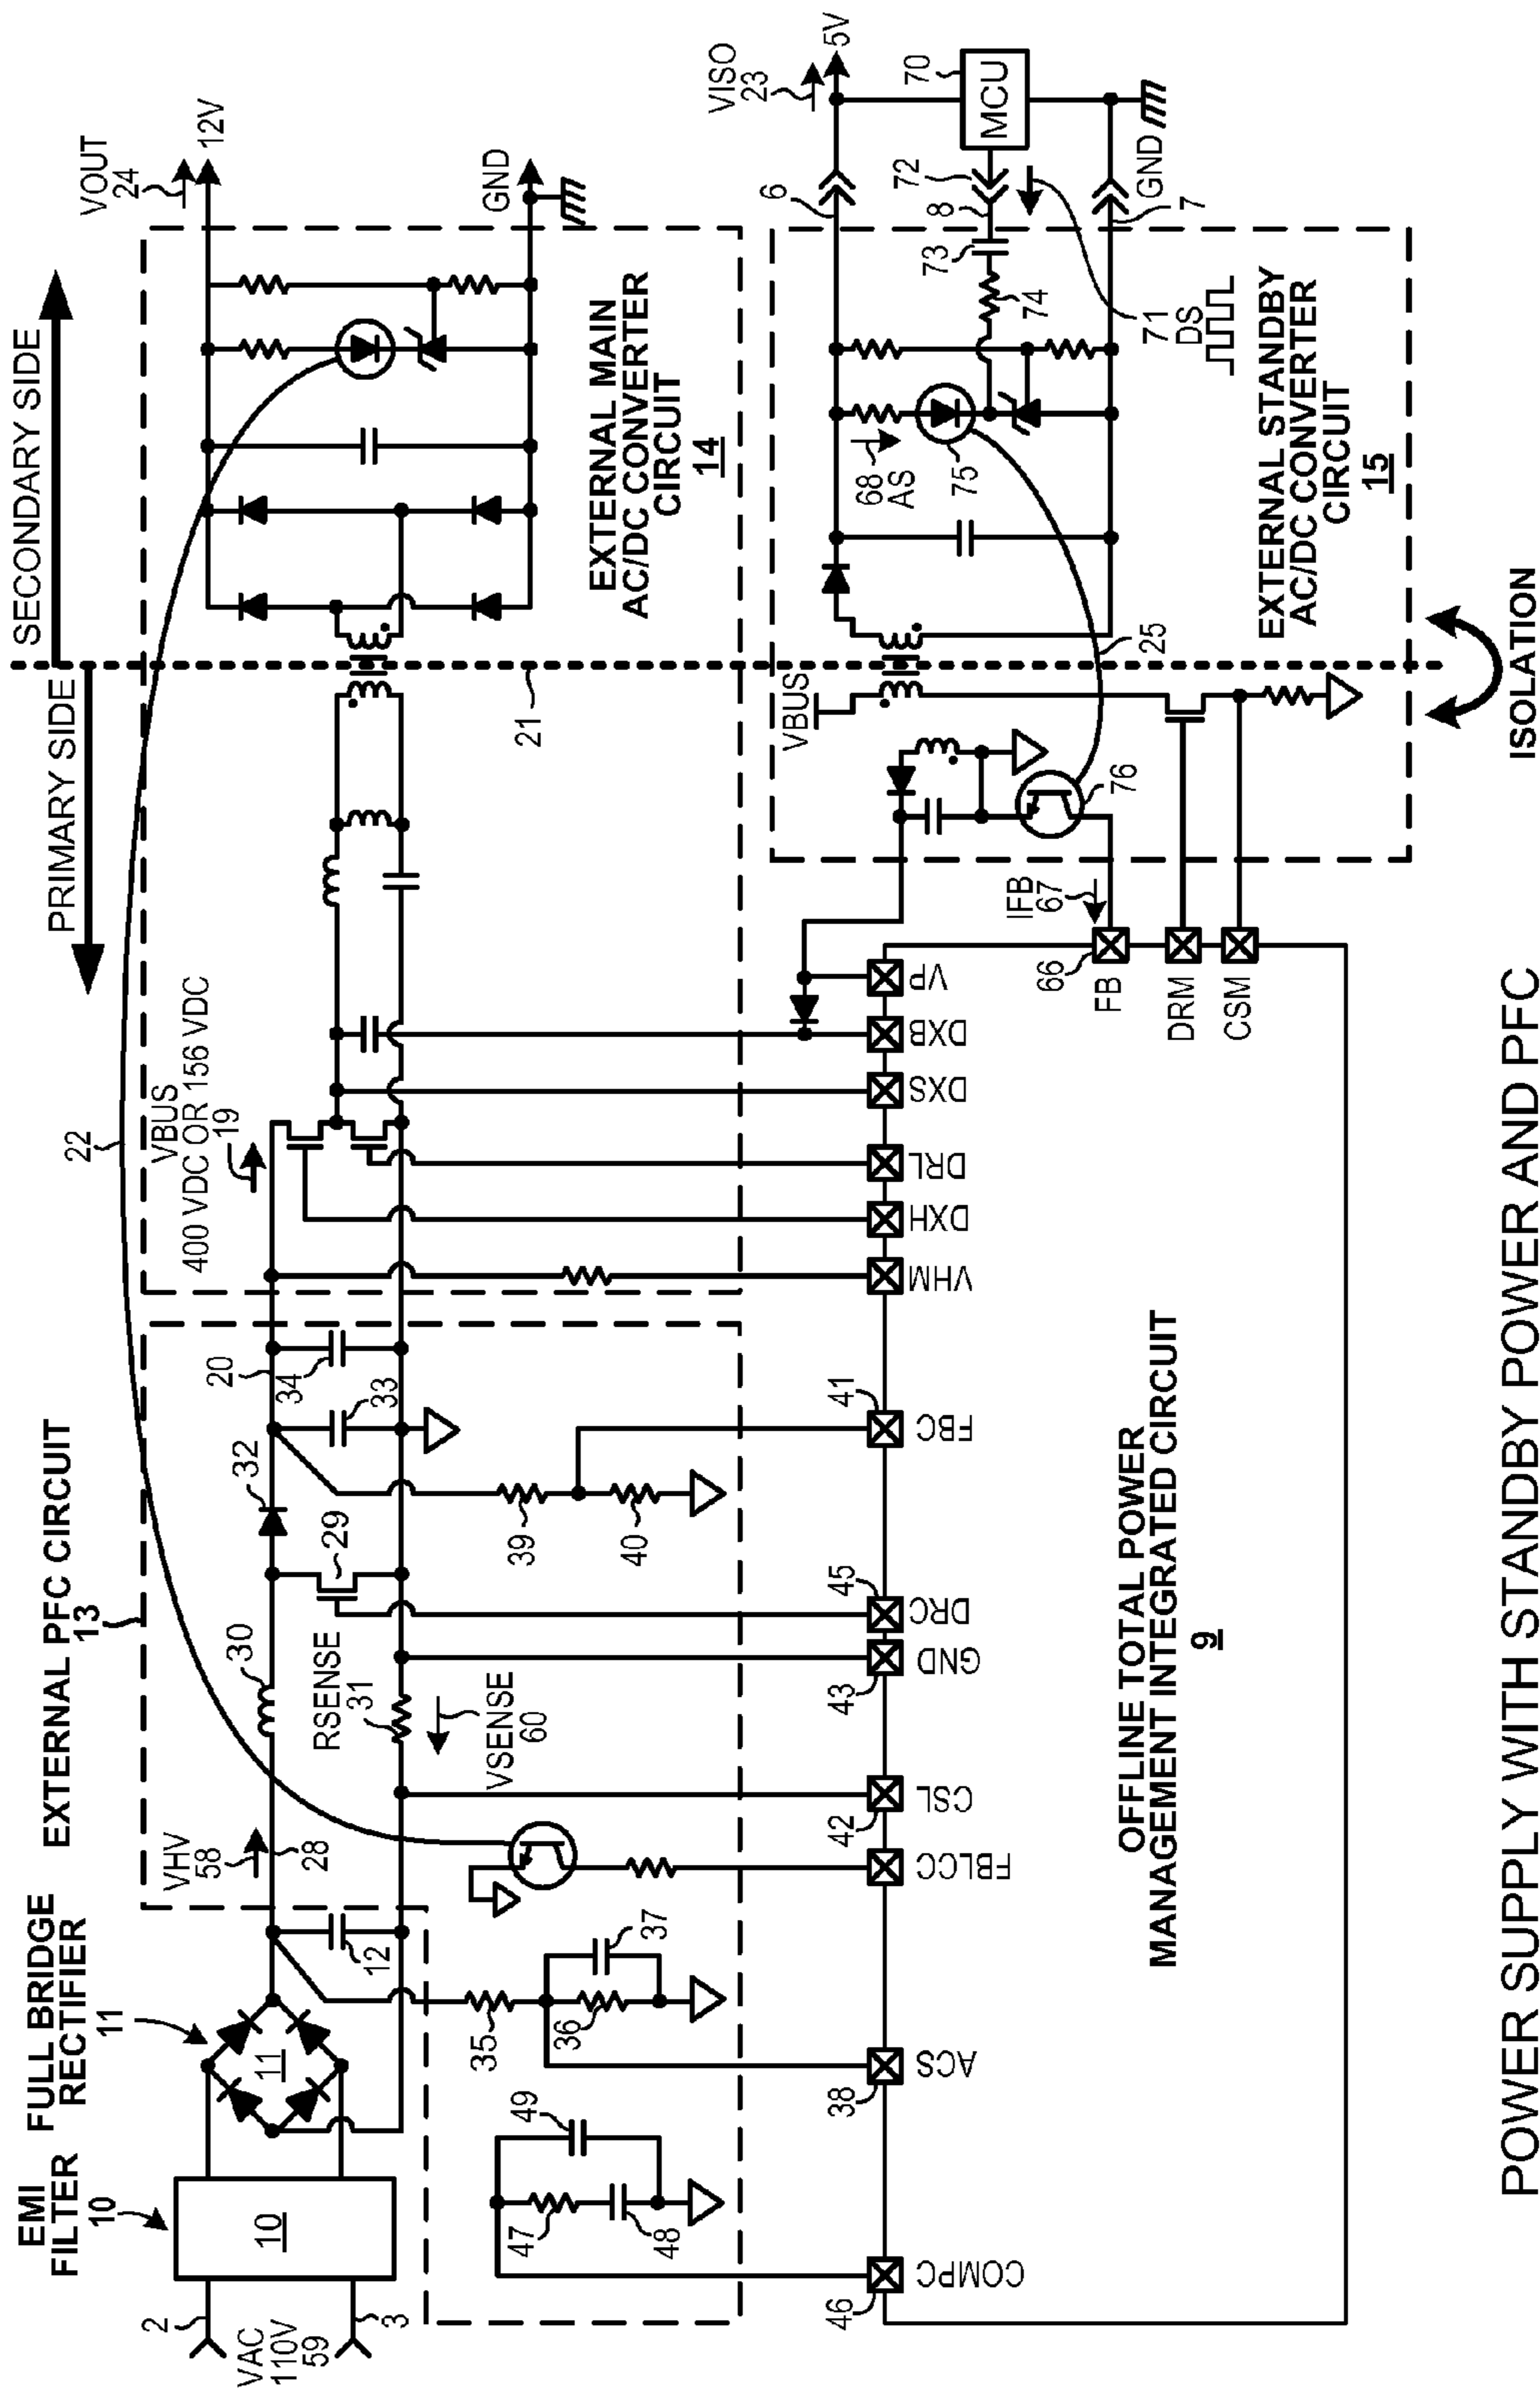 PRIMARY SIDE
SECONDARY SIDE
22
EMI
FILTER
10
10
2
VAC
110V
59
3
FULL BRIDGE
RECTIFIER
11
11
12
EXTERNAL PFC CIRCUIT
13
VHV
58
28
30
RSENSE
31
VSENSE
60
29
32
20
34
33
35
36
37
39
40
47
48
49
VBUS
400 VDC OR 156 VDC
19
21
VOUT
24
12V
GND
EXTERNAL MAIN
AC/DC CONVERTER
CIRCUIT
14
46
COMPC
38
ACS
FBLCC
42
CSL
43
GND
45
DRC
41
FBC
VHM
DXH
DRL
DXS
DXB
VP
66
FB
DRM
CSM
IFB
67
OFFLINE TOTAL POWER
MANAGEMENT INTEGRATED CIRCUIT
9
VBUS
76
25
68
AS
75
73
74
71
DS
6
8
72
7
GND
VISO
23
5V
70
MCU
EXTERNAL STANDBY
AC/DC CONVERTER
CIRCUIT
15
ISOLATION
POWER SUPPLY WITH STANDBY POWER AND PFC